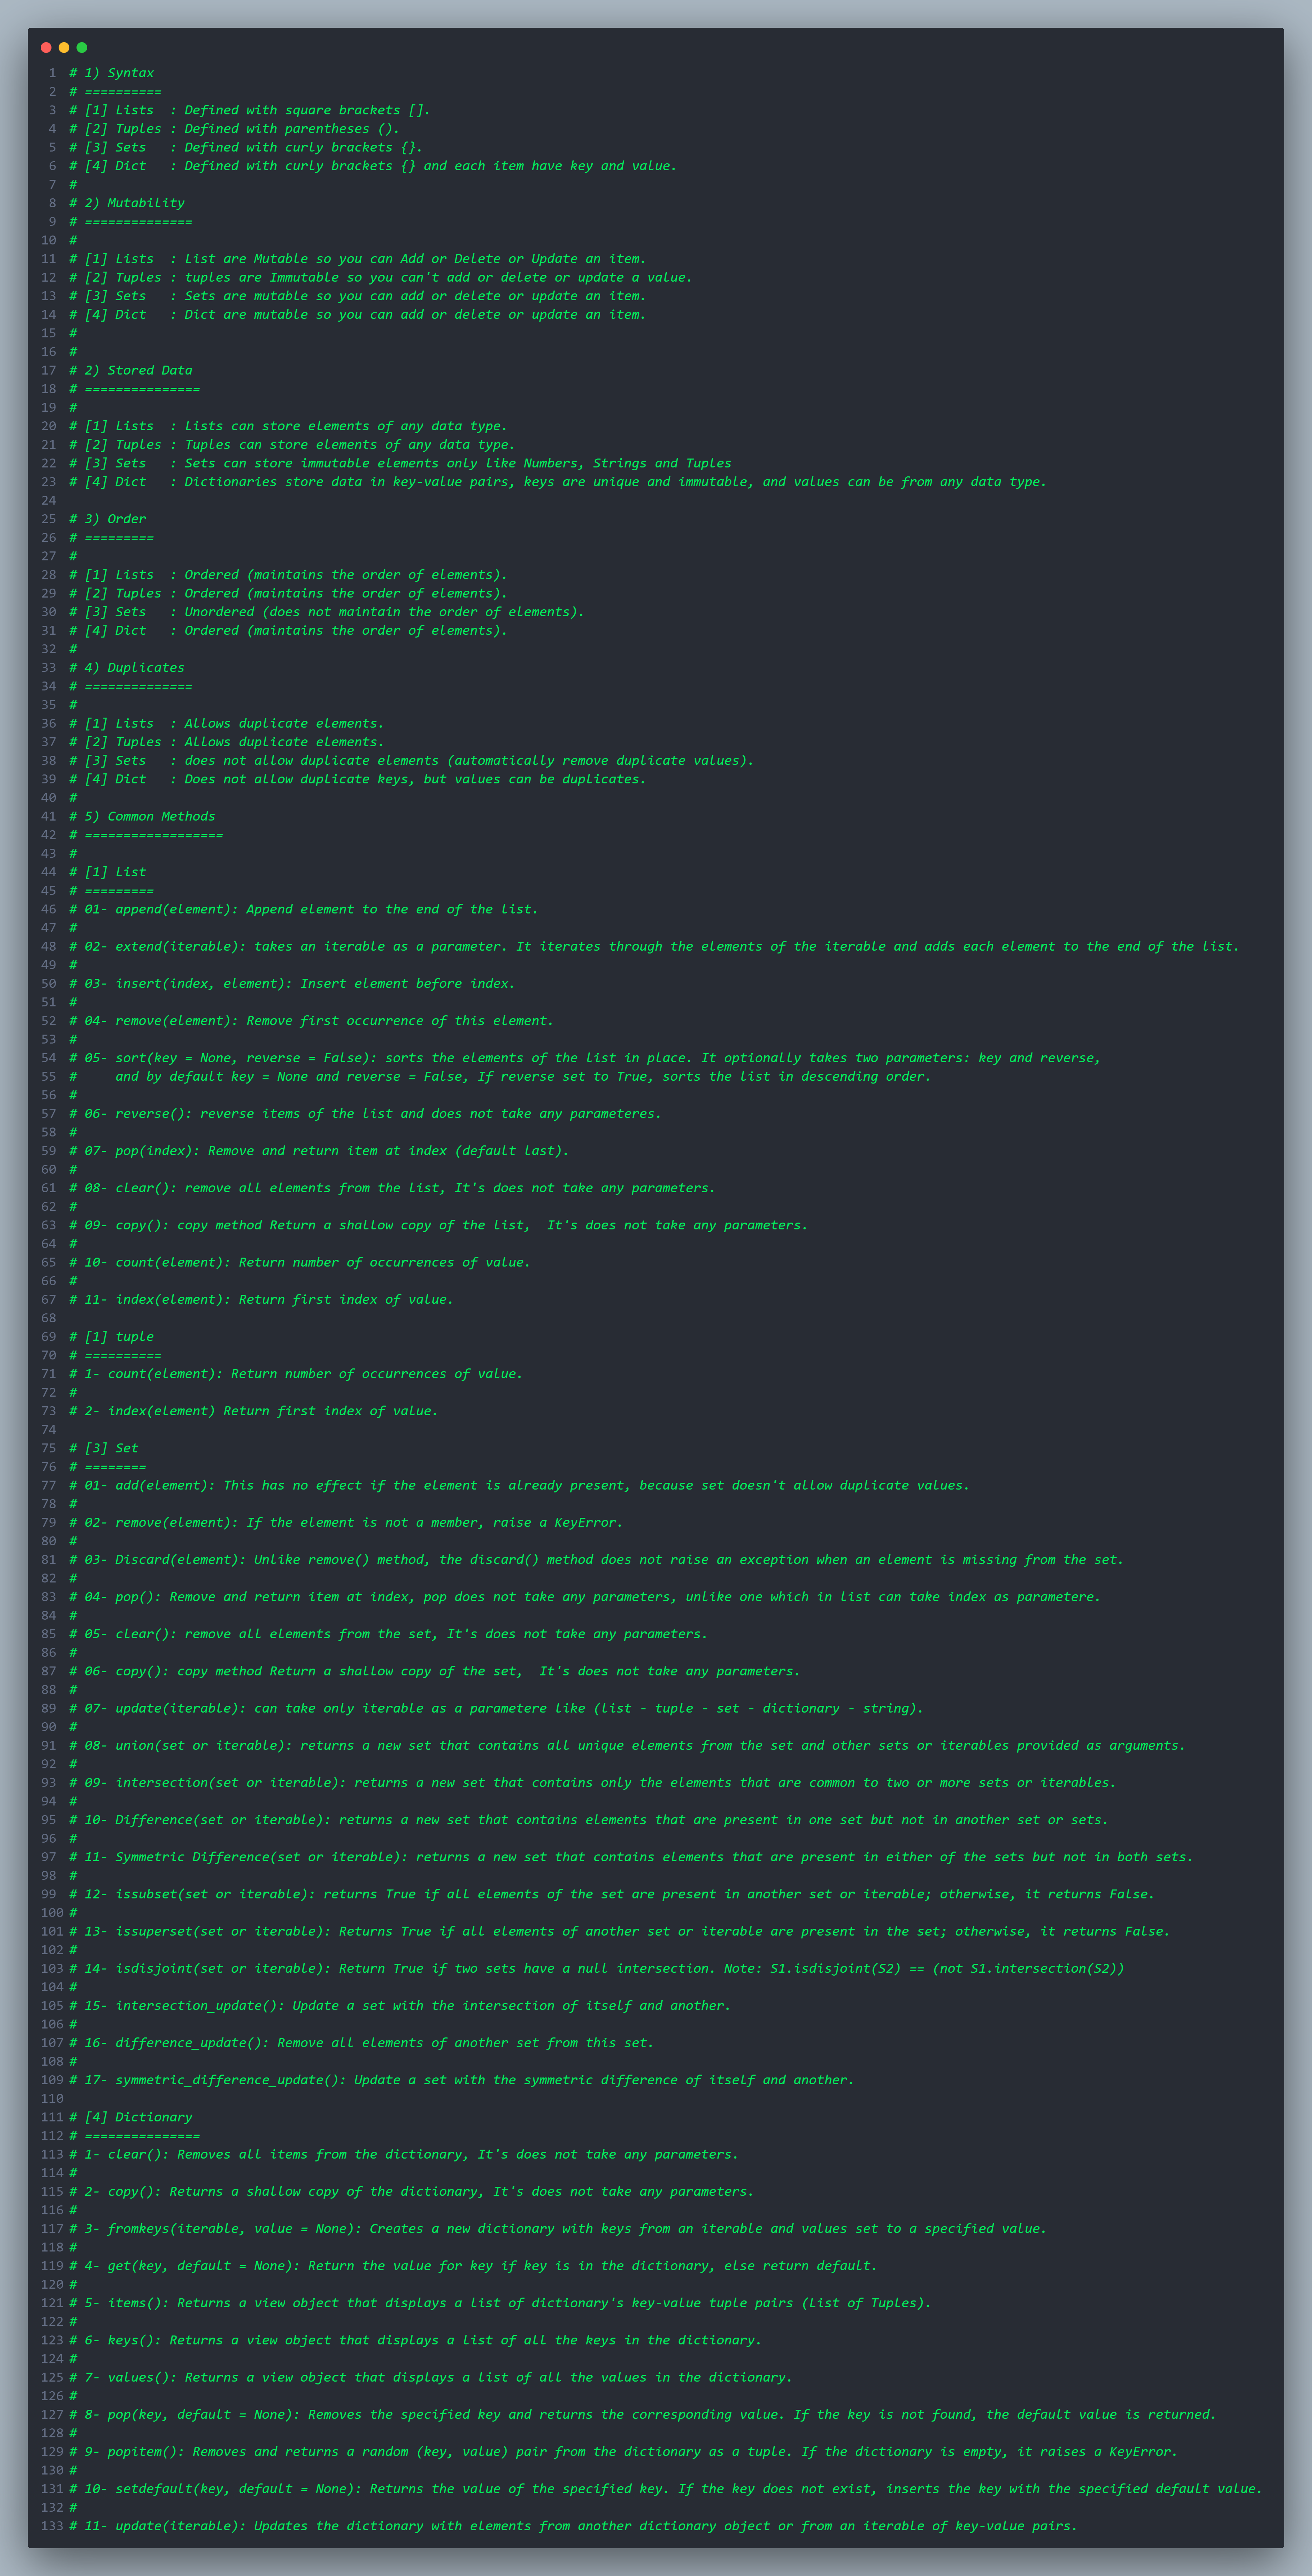 1 # 1) Syntax
2 # ==========
3 # [1] Lists  : Defined with square brackets [].
4 # [2] Tuples : Defined with parentheses ().
5 # [3] Sets   : Defined with curly brackets {}.
6 # [4] Dict   : Defined with curly brackets {} and each item have key and value.
7 #
8 # 2) Mutability
9 # ==============
10 #
11 # [1] Lists  : List are Mutable so you can Add or Delete or Update an item.
12 # [2] Tuples : tuples are Immutable so you can't add or delete or update a value.
13 # [3] Sets   : Sets are mutable so you can add or delete or update an item.
14 # [4] Dict   : Dict are mutable so you can add or delete or update an item.
15 #
16 #
17 # 2) Stored Data
18 # ===============
19 #
20 # [1] Lists  : Lists can store elements of any data type.
21 # [2] Tuples : Tuples can store elements of any data type.
22 # [3] Sets   : Sets can store immutable elements only like Numbers, Strings and Tuples
23 # [4] Dict   : Dictionaries store data in key-value pairs, keys are unique and immutable, and values can be from any data type.
24
25 # 3) Order
26 # =========
27 #
28 # [1] Lists  : Ordered (maintains the order of elements).
29 # [2] Tuples : Ordered (maintains the order of elements).
30 # [3] Sets   : Unordered (does not maintain the order of elements).
31 # [4] Dict   : Ordered (maintains the order of elements).
32 #
33 # 4) Duplicates
34 # ==============
35 #
36 # [1] Lists  : Allows duplicate elements.
37 # [2] Tuples : Allows duplicate elements.
38 # [3] Sets   : does not allow duplicate elements (automatically remove duplicate values).
39 # [4] Dict   : Does not allow duplicate keys, but values can be duplicates.
40 #
41 # 5) Common Methods
42 # ==================
43 #
44 # [1] List
45 # =========
46 # 01- append(element): Append element to the end of the list.
47 #
48 # 02- extend(iterable): takes an iterable as a parameter. It iterates through the elements of the iterable and adds each element to the end of the list.
49 #
50 # 03- insert(index, element): Insert element before index.
51 #
52 # 04- remove(element): Remove first occurrence of this element.
53 #
54 # 05- sort(key = None, reverse = False): sorts the elements of the list in place. It optionally takes two parameters: key and reverse,
55 #     and by default key = None and reverse = False, If reverse set to True, sorts the list in descending order.
56 #
57 # 06- reverse(): reverse items of the list and does not take any parameteres.
58 #
59 # 07- pop(index): Remove and return item at index (default last).
60 #
61 # 08- clear(): remove all elements from the list, It's does not take any parameters.
62 #
63 # 09- copy(): copy method Return a shallow copy of the list,  It's does not take any parameters.
64 #
65 # 10- count(element): Return number of occurrences of value.
66 #
67 # 11- index(element): Return first index of value.
68
69 # [1] tuple
70 # ==========
71 # 1- count(element): Return number of occurrences of value.
72 #
73 # 2- index(element) Return first index of value.
74
75 # [3] Set
76 # ========
77 # 01- add(element): This has no effect if the element is already present, because set doesn't allow duplicate values.
78 #
79 # 02- remove(element): If the element is not a member, raise a KeyError.
80 #
81 # 03- Discard(element): Unlike remove() method, the discard() method does not raise an exception when an element is missing from the set.
82 #
83 # 04- pop(): Remove and return item at index, pop does not take any parameters, unlike one which in list can take index as parametere.
84 #
85 # 05- clear(): remove all elements from the set, It's does not take any parameters.
86 #
87 # 06- copy(): copy method Return a shallow copy of the set,  It's does not take any parameters.
88 #
89 # 07- update(iterable): can take only iterable as a parametere like (list - tuple - set - dictionary - string).
90 #
91 # 08- union(set or iterable): returns a new set that contains all unique elements from the set and other sets or iterables provided as arguments.
92 #
93 # 09- intersection(set or iterable): returns a new set that contains only the elements that are common to two or more sets or iterables.
94 #
95 # 10- Difference(set or iterable): returns a new set that contains elements that are present in one set but not in another set or sets.
96 #
97 # 11- Symmetric Difference(set or iterable): returns a new set that contains elements that are present in either of the sets but not in both sets.
98 #
99 # 12- issubset(set or iterable): returns True if all elements of the set are present in another set or iterable; otherwise, it returns False.
100 #
101 # 13- issuperset(set or iterable): Returns True if all elements of another set or iterable are present in the set; otherwise, it returns False.
102 #
103 # 14- isdisjoint(set or iterable): Return True if two sets have a null intersection. Note: S1.isdisjoint(S2) == (not S1.intersection(S2))
104 #
105 # 15- intersection_update(): Update a set with the intersection of itself and another.
106 #
107 # 16- difference_update(): Remove all elements of another set from this set.
108 #
109 # 17- symmetric_difference_update(): Update a set with the symmetric difference of itself and another.
110
111 # [4] Dictionary
112 # ===============
113 # 1- clear(): Removes all items from the dictionary, It's does not take any parameters.
114 #
115 # 2- copy(): Returns a shallow copy of the dictionary, It's does not take any parameters.
116 #
117 # 3- fromkeys(iterable, value = None): Creates a new dictionary with keys from an iterable and values set to a specified value.
118 #
119 # 4- get(key, default = None): Return the value for key if key is in the dictionary, else return default.
120 #
121 # 5- items(): Returns a view object that displays a list of dictionary's key-value tuple pairs (List of Tuples).
122 #
123 # 6- keys(): Returns a view object that displays a list of all the keys in the dictionary.
124 #
125 # 7- values(): Returns a view object that displays a list of all the values in the dictionary.
126 #
127 # 8- pop(key, default = None): Removes the specified key and returns the corresponding value. If the key is not found, the default value is returned.
128 #
129 # 9- popitem(): Removes and returns a random (key, value) pair from the dictionary as a tuple. If the dictionary is empty, it raises a KeyError.
130 #
131 # 10- setdefault(key, default = None): Returns the value of the specified key. If the key does not exist, inserts the key with the specified default value.
132 #
133 # 11- update(iterable): Updates the dictionary with elements from another dictionary object or from an iterable of key-value pairs.